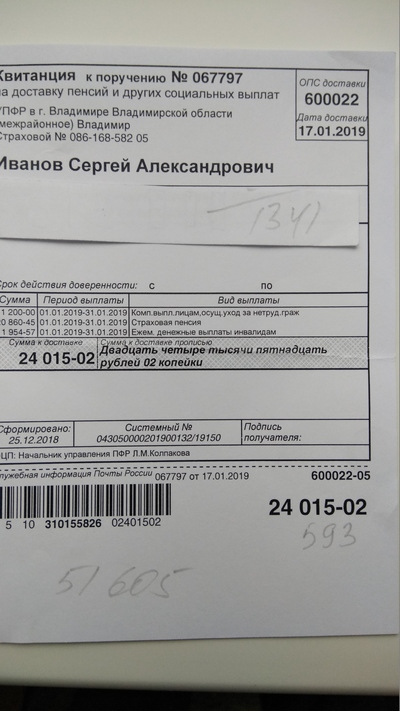 Квитанция к поручению № 067797
на доставку пенсий и других социальных выплат
УПФР в г. Владимире Владимирской области
(межрайонное) Владимир
Страховой № 086-168-582 05
ОПС доставки
600022
Дата доставки
17.01.2019
Иванов Сергей Александрович
1341
Срок действия доверенности: с по
Сумма Период выплаты Вид выплаты
1 200-00 01.01.2019-31.01.2019 Комп.выпл.лицам,осущ.уход за нетруд.граж
20 860-45 01.01.2019-31.01.2019 Страховая пенсия
1 954-57 01.01.2019-31.01.2019 Ежем. денежные выплаты инвалидам
Сумма к доставке Сумма к доставке прописью
24 015-02 Двадцать четыре тысячи пятнадцать
рублей 02 копейки
Сформировано: Системный № Подпись
25.12.2018 043050000201900132/19150 получателя:
ЭЦП: Начальник управления ПФР Л.М.Колпакова
Служебная информация Почты России 067797 от 17.01.2019 600022-05
24 015-02
5 10 310155826 02401502
593
51605